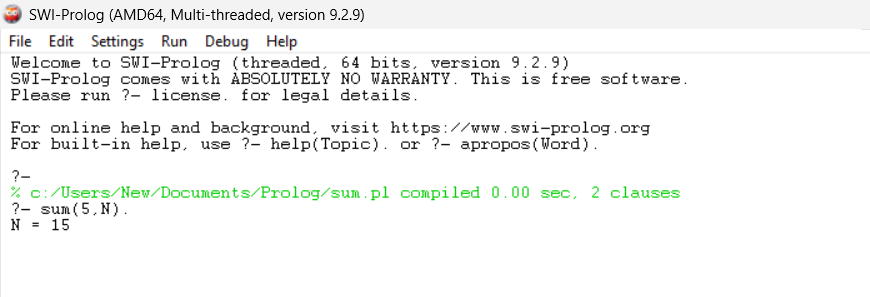 SWI-Prolog (AMD64, Multi-threaded, version 9.2.9)
File Edit Settings Run Debug Help
Welcome to SWI-Prolog (threaded, 64 bits, version 9.2.9)
SWI-Prolog comes with ABSOLUTELY NO WARRANTY. This is free software.
Please run ?- license. for legal details.
For online help and background, visit https://www.swi-prolog.org
For built-in help, use ?- help(Topic). or ?- apropos(Word).
?-
% c:/Users/New/Documents/Prolog/sum.pl compiled 0.00 sec, 2 clauses
?- sum(5,N).
N = 15